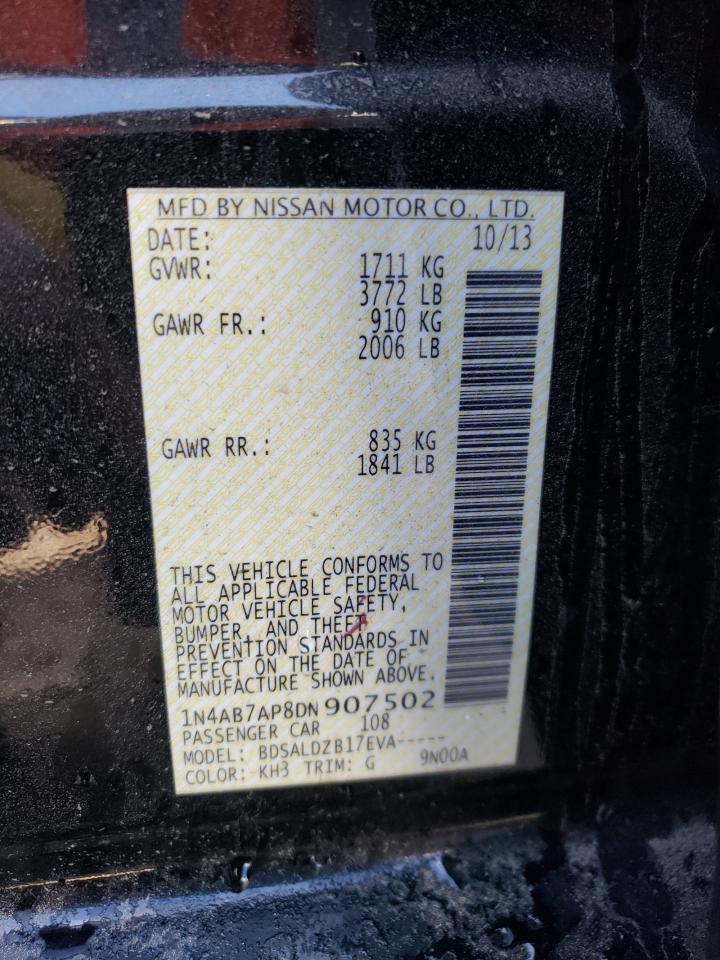 MFD BY NISSAN MOTOR CO., LTD.
DATE: 10/13
GVWR: 1711 KG
3772 LB
GAWR FR.: 910 KG
2006 LB
GAWR RR.: 835 KG
1841 LB
THIS VEHICLE CONFORMS TO
ALL APPLICABLE FEDERAL
MOTOR VEHICLE SAFETY,
BUMPER, AND THEFT
PREVENTION STANDARDS IN
EFFECT ON THE DATE OF
MANUFACTURE SHOWN ABOVE.
1N4AB7AP8DN907502
PASSENGER CAR 108
MODEL: BDSALDZB17EVA-----
COLOR: KH3 TRIM: G 9N00A